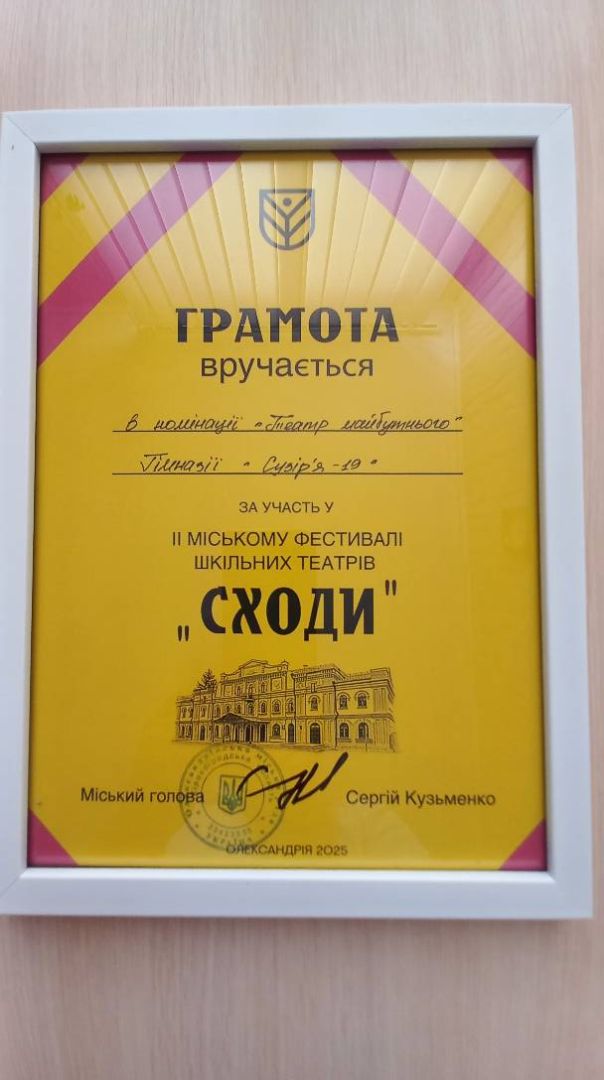 ГРАМОТА
вручається
в номінації "Театр майбутнього"
Гімназії "Сузір'я-19"
ЗА УЧАСТЬ У
ІІ МІСЬКОМУ ФЕСТИВАЛІ
ШКІЛЬНИХ ТЕАТРІВ
"СХОДИ"
Міський голова Сергій Кузьменко
ОЛЕКСАНДРІЯ 2025